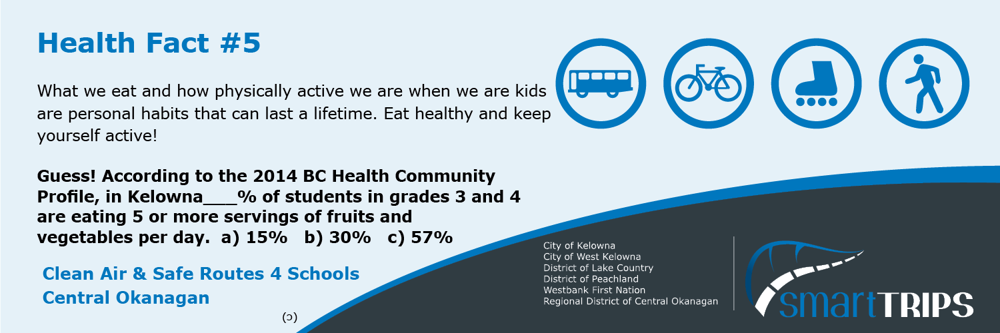 Health Fact #5
What we eat and how physically active we are when we are kids
are personal habits that can last a lifetime. Eat healthy and keep
yourself active!
Guess! According to the 2014 BC Health Community
Profile, in Kelowna___% of students in grades 3 and 4
are eating 5 or more servings of fruits and
vegetables per day.  a) 15%   b) 30%   c) 57%
Clean Air & Safe Routes 4 Schools
Central Okanagan
(c)
City of Kelowna
City of West Kelowna
District of Lake Country
District of Peachland
Westbank First Nation
Regional District of Central Okanagan
smartTRIPS